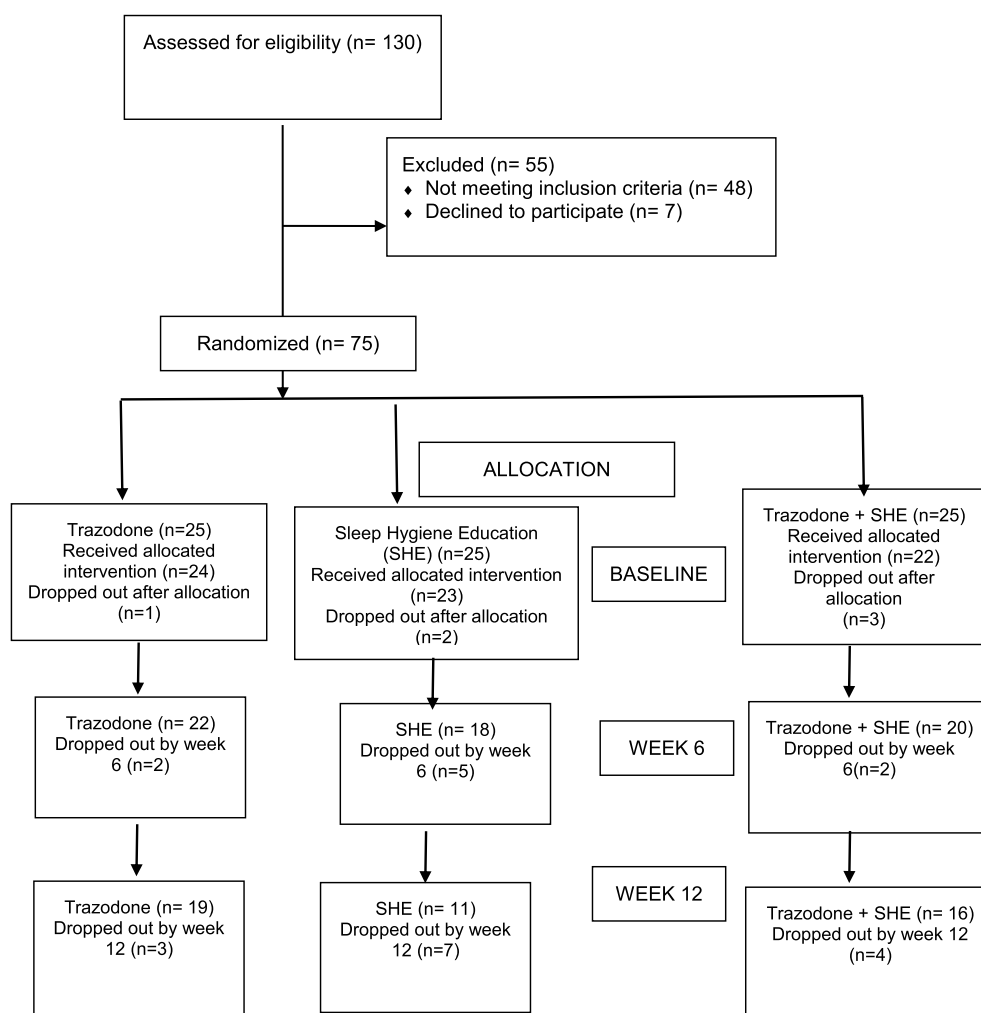 Assessed for eligibility (n= 130)
Excluded (n= 55)
♦ Not meeting inclusion criteria (n= 48)
♦ Declined to participate (n= 7)
Randomized (n= 75)
ALLOCATION
Trazodone (n=25)
Received allocated
intervention (n=24)
Dropped out after allocation
(n=1)
Sleep Hygiene Education
(SHE) (n=25)
Received allocated intervention
(n=23)
Dropped out after allocation
(n=2)
BASELINE
Trazodone + SHE (n=25)
Received allocated
intervention (n=22)
Dropped out after
allocation
(n=3)
Trazodone (n= 22)
Dropped out by week
6 (n=2)
SHE (n= 18)
Dropped out by week
6 (n=5)
WEEK 6
Trazodone + SHE (n= 20)
Dropped out by week
6(n=2)
Trazodone (n= 19)
Dropped out by week
12 (n=3)
SHE (n= 11)
Dropped out by week
12 (n=7)
WEEK 12
Trazodone + SHE (n= 16)
Dropped out by week 12
(n=4)